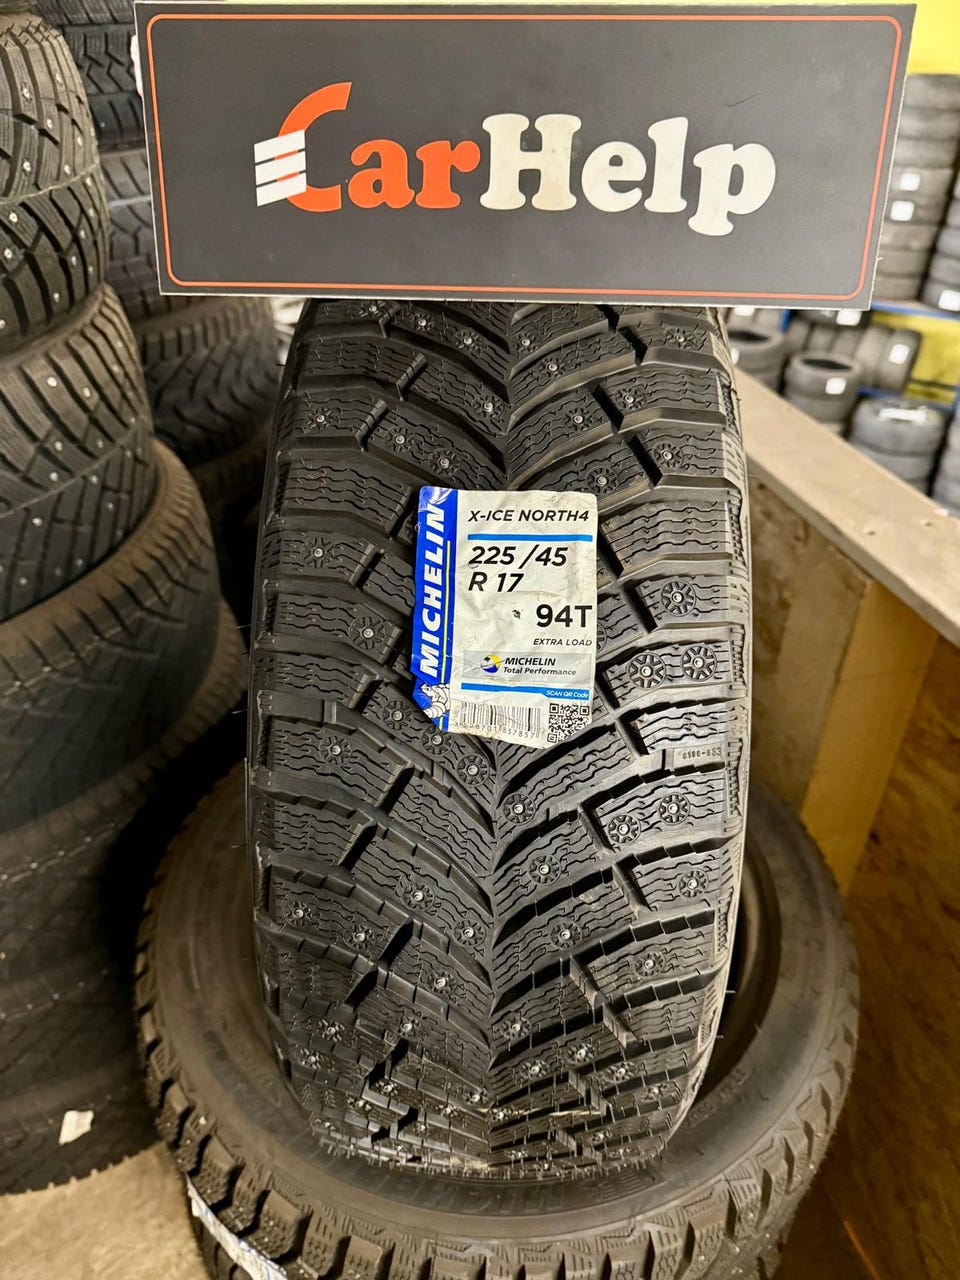 CarHelp
MICHELIN
X-ICE NORTH4
225/45
R 17
94T
EXTRA LOAD
MICHELIN
Total Performance
SCAN QR Code